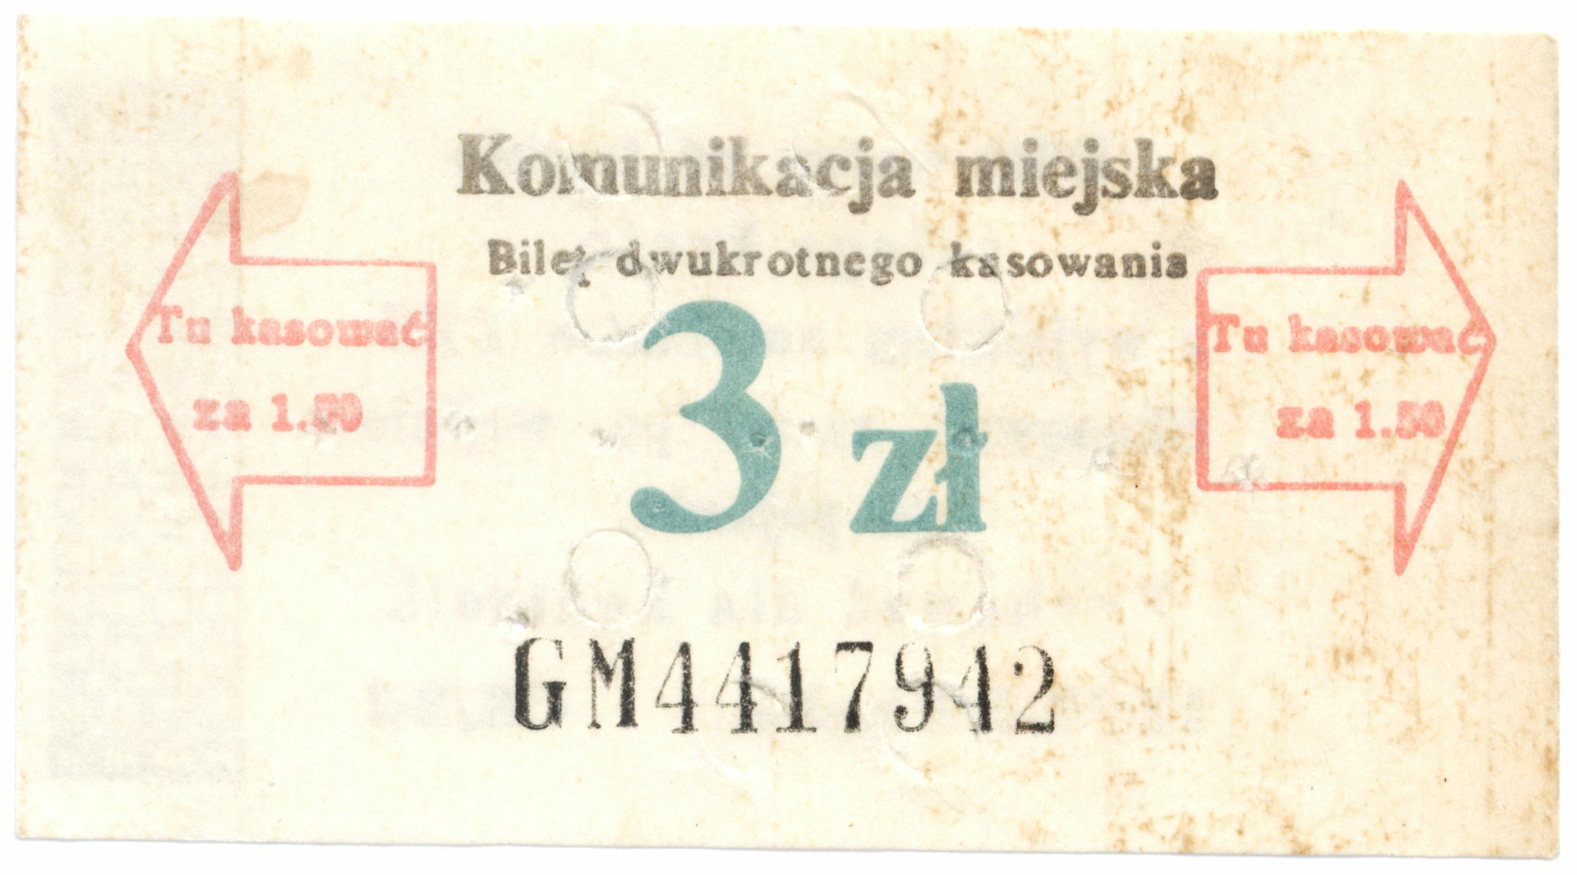 Komunikacja miejska
Bilet dwukrotnego kasowania
Tu kasować
za 1.50
3 zł
Tu kasować
za 1.50
GM4417942